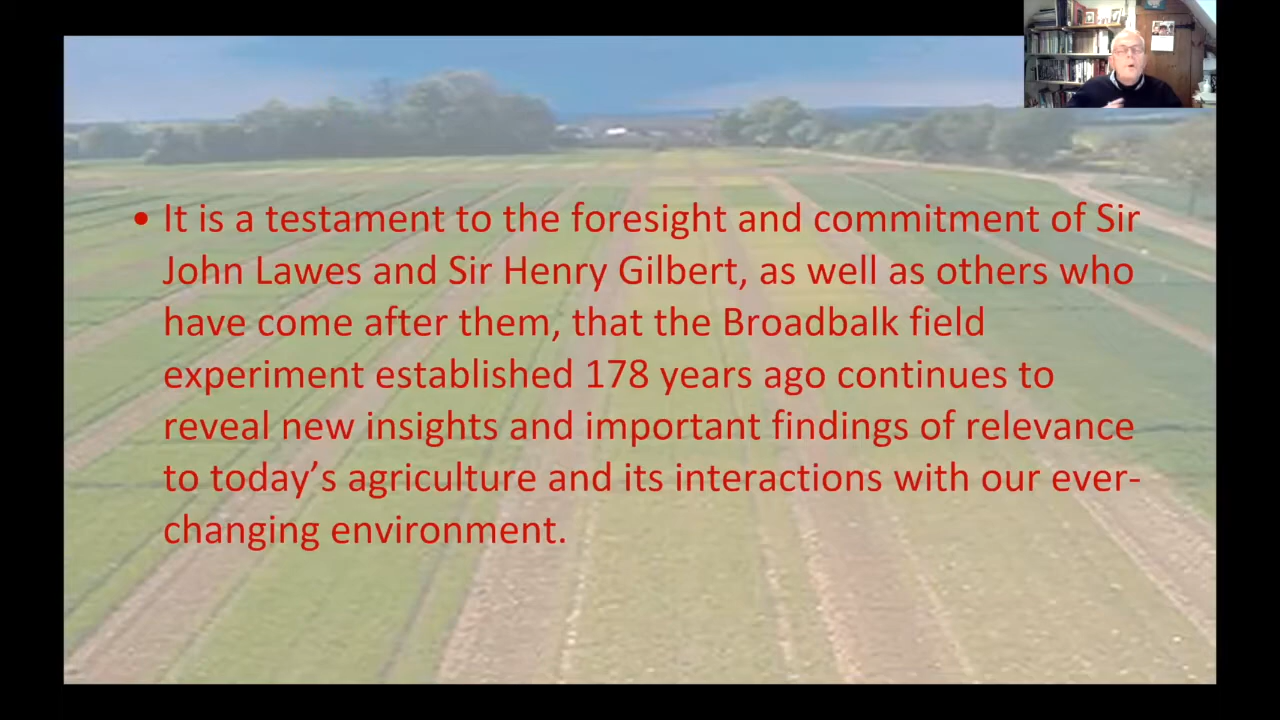 • It is a testament to the foresight and commitment of Sir
John Lawes and Sir Henry Gilbert, as well as others who
have come after them, that the Broadbalk field
experiment established 178 years ago continues to
reveal new insights and important findings of relevance
to today’s agriculture and its interactions with our ever-
changing environment.